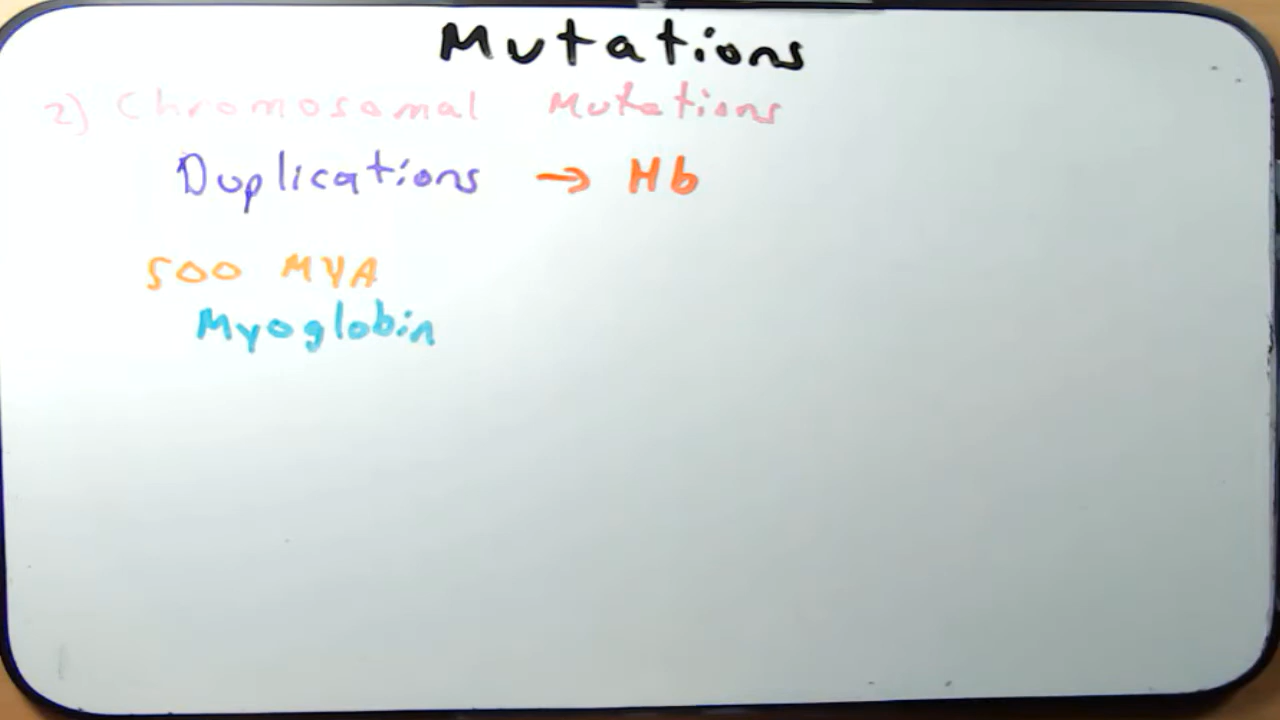 Mutations
2) Chromosomal Mutations
Duplications → Hb
500 MYA
Myoglobin